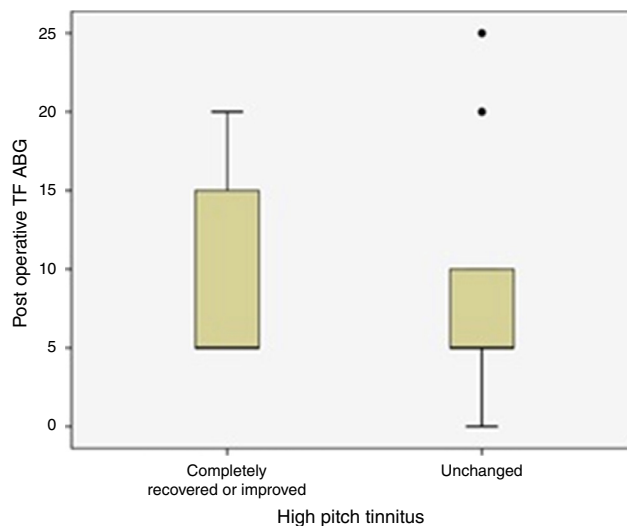 25
20
15
10
5
0
Post operative TF ABG
Completely
recovered or improved
Unchanged
High pitch tinnitus